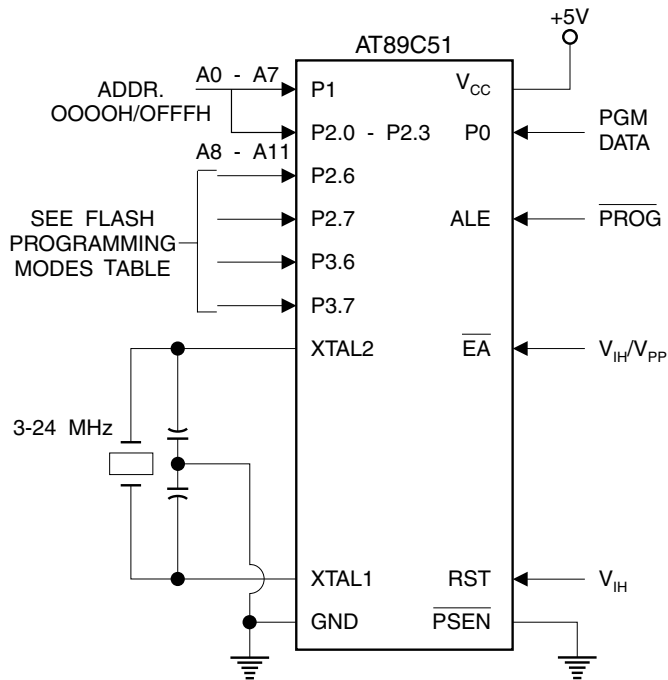 +5V
AT89C51
A0 - A7
ADDR.
OOOOH/OFFFH
P1
VCC
P2.0 - P2.3
P0
PGM
DATA
A8 - A11
P2.6
SEE FLASH
PROGRAMMING
MODES TABLE
P2.7
ALE
PROG
P3.6
P3.7
XTAL2
EA
VIH/VPP
3-24 MHz
XTAL1
RST
VIH
GND
PSEN